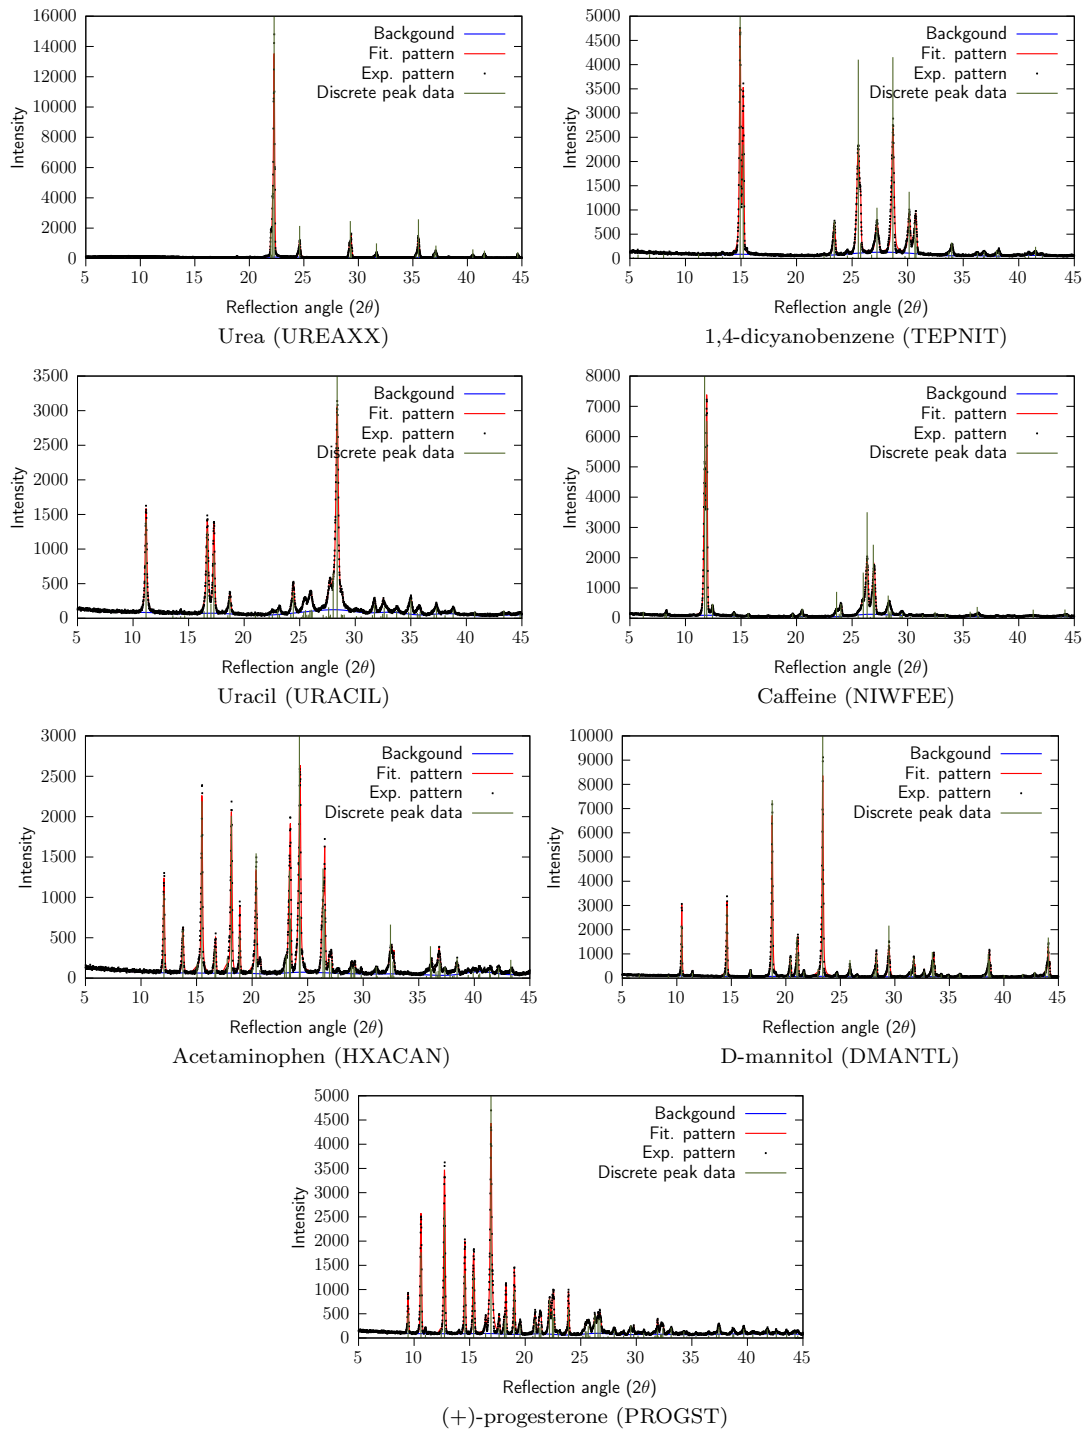 16000
14000
12000
10000
8000
6000
4000
2000
0
5 10 15 20 25 30 35 40 45
Intensity
Reflection angle (2θ)
Backgound
Fit. pattern
Exp. pattern
Discrete peak data
Urea (UREAXX)
5000
4500
4000
3500
3000
2500
2000
1500
1000
500
0
5 10 15 20 25 30 35 40 45
Intensity
Reflection angle (2θ)
Backgound
Fit. pattern
Exp. pattern
Discrete peak data
1,4-dicyanobenzene (TEPNIT)
3500
3000
2500
2000
1500
1000
500
0
5 10 15 20 25 30 35 40 45
Intensity
Reflection angle (2θ)
Backgound
Fit. pattern
Exp. pattern
Discrete peak data
Uracil (URACIL)
8000
7000
6000
5000
4000
3000
2000
1000
0
5 10 15 20 25 30 35 40 45
Intensity
Reflection angle (2θ)
Backgound
Fit. pattern
Exp. pattern
Discrete peak data
Caffeine (NIWFEE)
3000
2500
2000
1500
1000
500
0
5 10 15 20 25 30 35 40 45
Intensity
Reflection angle (2θ)
Backgound
Fit. pattern
Exp. pattern
Discrete peak data
Acetaminophen (HXACAN)
10000
9000
8000
7000
6000
5000
4000
3000
2000
1000
0
5 10 15 20 25 30 35 40 45
Intensity
Reflection angle (2θ)
Backgound
Fit. pattern
Exp. pattern
Discrete peak data
D-mannitol (DMANTL)
5000
4500
4000
3500
3000
2500
2000
1500
1000
500
0
5 10 15 20 25 30 35 40 45
Intensity
Reflection angle (2θ)
Backgound
Fit. pattern
Exp. pattern
Discrete peak data
(+)-progesterone (PROGST)